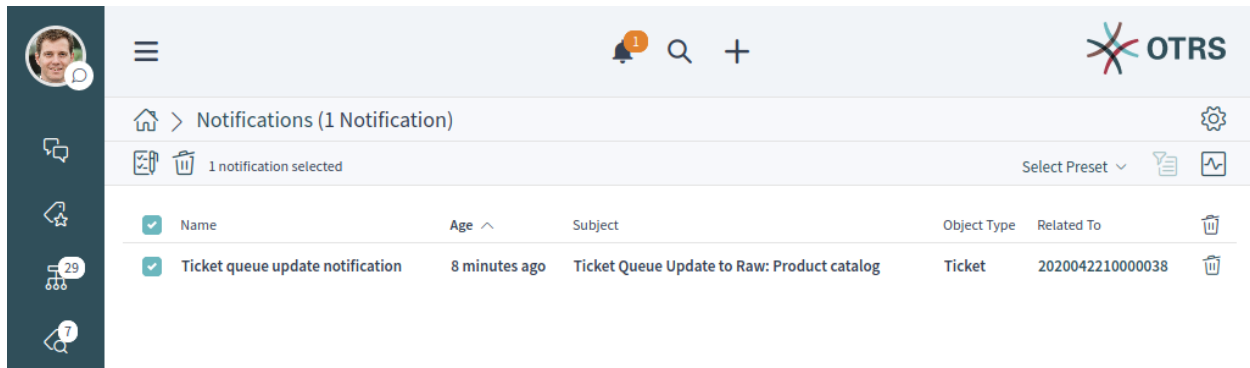 1
OTRS
Notifications (1 Notification)
1 notification selected
Select Preset
Name Age Subject Object Type Related To
Ticket queue update notification 8 minutes ago Ticket Queue Update to Raw: Product catalog Ticket 2020042210000038
29
7